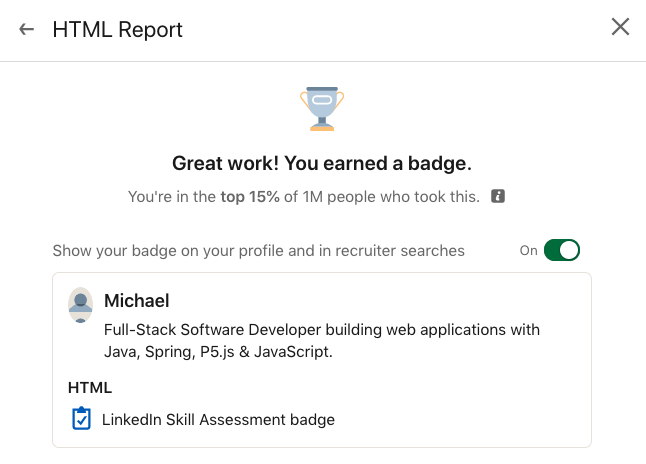 HTML Report
Great work! You earned a badge.
You're in the top 15% of 1M people who took this.
Show your badge on your profile and in recruiter searches
On
Michael
Full-Stack Software Developer building web applications with
Java, Spring, P5.js & JavaScript.
HTML
LinkedIn Skill Assessment badge